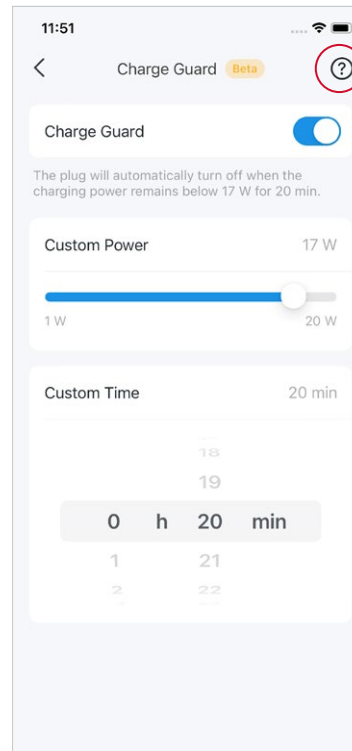 11:51
Charge Guard Beta ?
Charge Guard
The plug will automatically turn off when the
charging power remains below 17 W for 20 min.
Custom Power 17 W
1 W 20 W
Custom Time 20 min
18
19
0 h 20 min
1 21
2 22